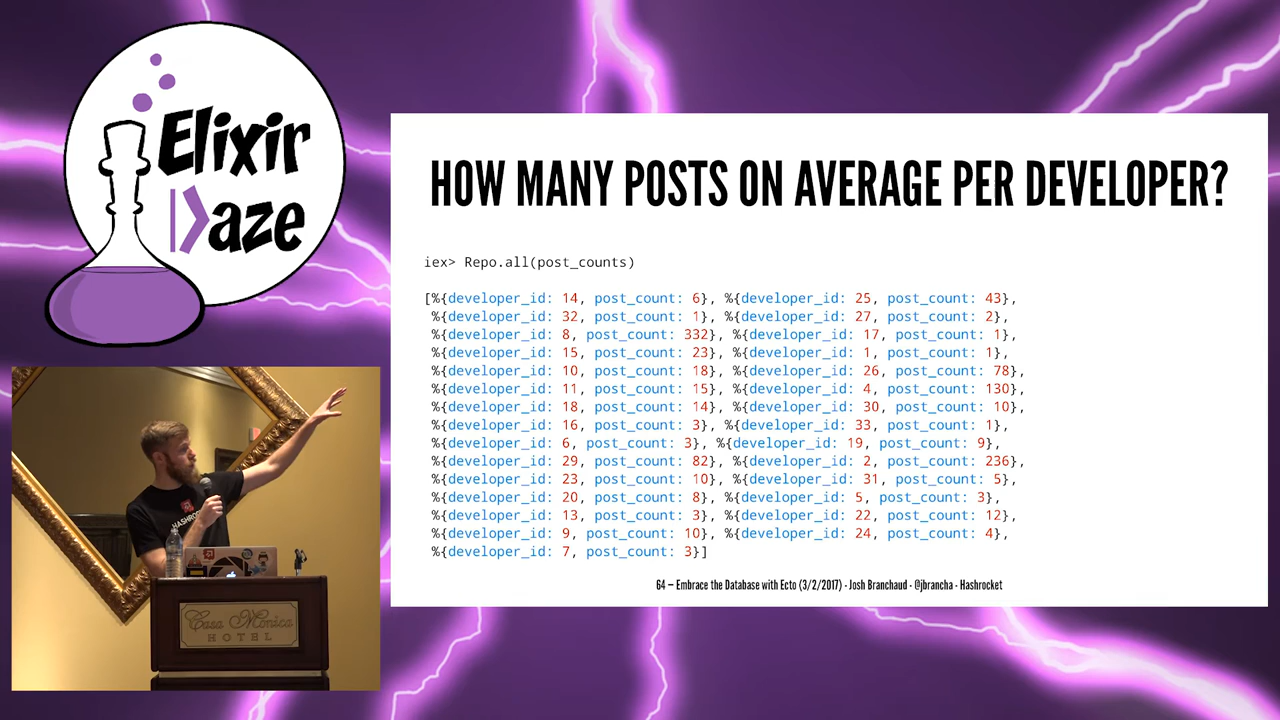 Elixir
Daze
HOW MANY POSTS ON AVERAGE PER DEVELOPER?
iex> Repo.all(post_counts)
[%{developer_id: 14, post_count: 6}, %{developer_id: 25, post_count: 43},
%{developer_id: 32, post_count: 1}, %{developer_id: 27, post_count: 2},
%{developer_id: 8, post_count: 332}, %{developer_id: 17, post_count: 1},
%{developer_id: 15, post_count: 23}, %{developer_id: 1, post_count: 1},
%{developer_id: 10, post_count: 18}, %{developer_id: 26, post_count: 78},
%{developer_id: 11, post_count: 15}, %{developer_id: 4, post_count: 130},
%{developer_id: 18, post_count: 14}, %{developer_id: 30, post_count: 10},
%{developer_id: 16, post_count: 3}, %{developer_id: 33, post_count: 1},
%{developer_id: 6, post_count: 3}, %{developer_id: 19, post_count: 9},
%{developer_id: 29, post_count: 82}, %{developer_id: 2, post_count: 236},
%{developer_id: 23, post_count: 10}, %{developer_id: 31, post_count: 5},
%{developer_id: 20, post_count: 8}, %{developer_id: 5, post_count: 3},
%{developer_id: 13, post_count: 3}, %{developer_id: 22, post_count: 12},
%{developer_id: 9, post_count: 10}, %{developer_id: 24, post_count: 4},
%{developer_id: 7, post_count: 3}]
64 – Embrace the Database with Ecto (3/2/2017) - Josh Branchaud - @jbrancha - Hashrocket
Casa Monica
HOTEL